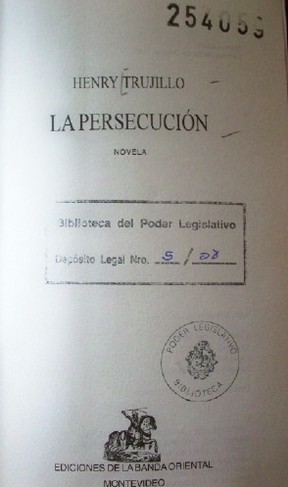 254059
HENRY TRUJILLO
LA PERSECUCIÓN
NOVELA
Biblioteca del Poder Legislativo
Depósito Legal Nro. 5 / 08
PODER LEGISLATIVO
BIBLIOTECA
EDICIONES DE LA BANDA ORIENTAL
MONTEVIDEO